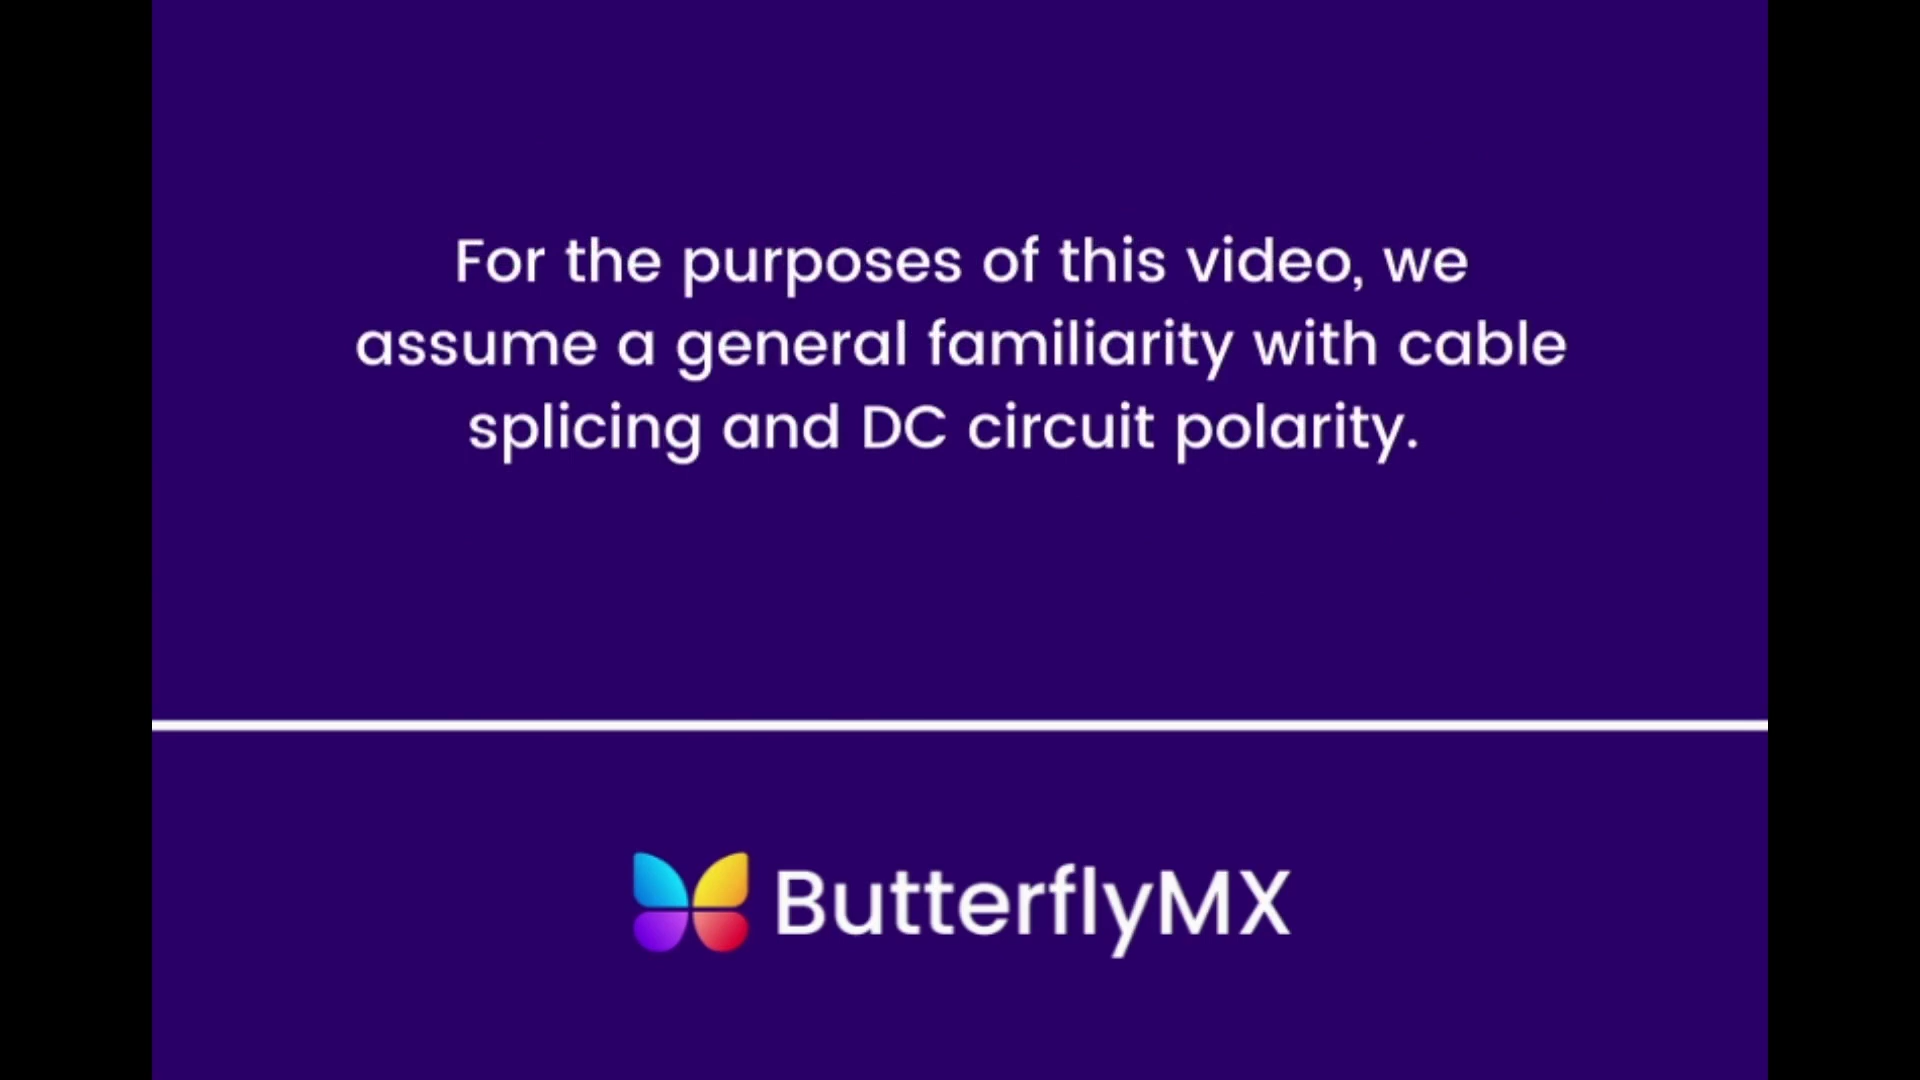 For the purposes of this video, we
assume a general familiarity with cable
splicing and DC circuit polarity.
ButterflyMX